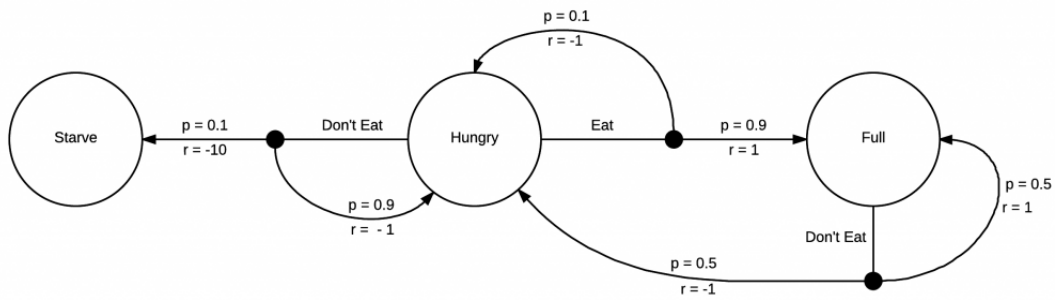 p = 0.1
r = -1
Starve
p = 0.1
r = -10
Don't Eat
Hungry
Eat
p = 0.9
r = 1
Full
p = 0.9
r = - 1
p = 0.5
r = 1
Don't Eat
p = 0.5
r = -1